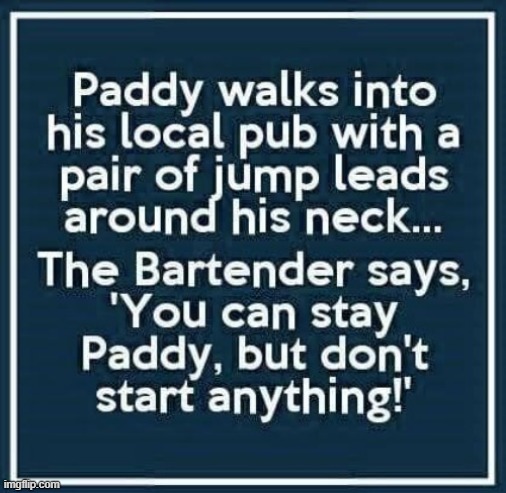 Paddy walks into
his local pub with a
pair of jump leads
around his neck...
The Bartender says,
'You can stay
Paddy, but don't
start anything!'
imgflip.com